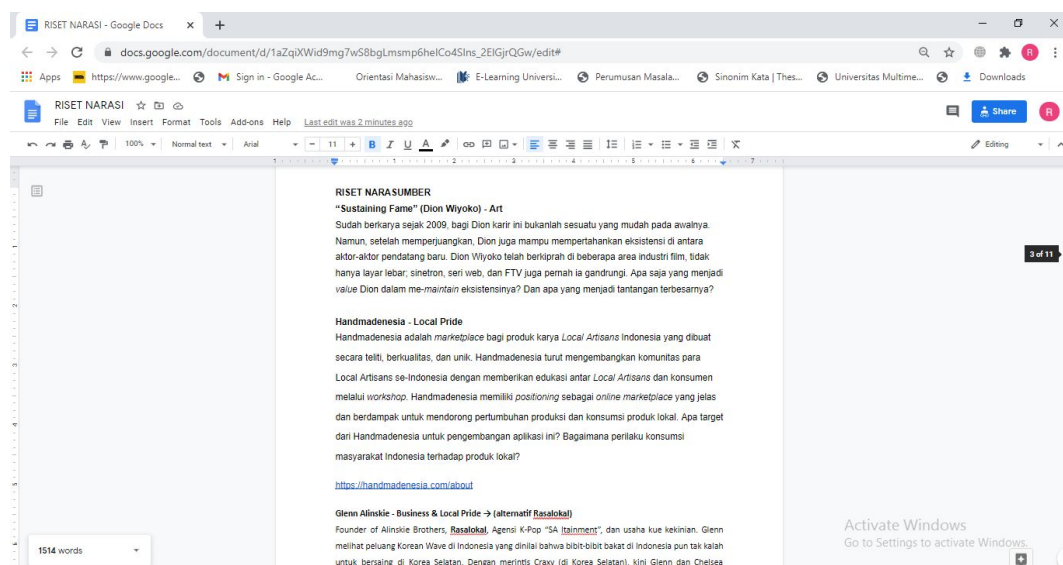 RISET NARASI - Google Docs
docs.google.com/document/d/1aZqiXWid9mg7wS8bgLmsmp6helCo4SIns_2ElGjrQGw/edit#
Apps https://www.google... Sign in - Google Ac... Orientasi Mahasisw... E-Learning Universi... Perumusan Masala... Sinonim Kata | Thes... Universitas Multime... Downloads
RISET NARASI
File Edit View Insert Format Tools Add-ons Help Last edit was 2 minutes ago
Share
R
100% Normal text Arial 11 B I U A Editing
1 1 2 3 4 5 6 7
RISET NARASUMBER
“Sustaining Fame” (Dion Wiyoko) - Art
Sudah berkarya sejak 2009, bagi Dion karir ini bukanlah sesuatu yang mudah pada awalnya.
Namun, setelah memperjuangkan, Dion juga mampu mempertahankan eksistensi di antara
aktor-aktor pendatang baru. Dion Wiyoko telah berkiprah di beberapa area industri film, tidak
hanya layar lebar; sinetron, seri web, dan FTV juga pernah ia gandrungi. Apa saja yang menjadi
value Dion dalam me-maintain eksistensinya? Dan apa yang menjadi tantangan terbesarnya?
Handmadenesia - Local Pride
Handmadenesia adalah marketplace bagi produk karya Local Artisans Indonesia yang dibuat
secara teliti, berkualitas, dan unik. Handmadenesia turut mengembangkan komunitas para
Local Artisans se-Indonesia dengan memberikan edukasi antar Local Artisans dan konsumen
melalui workshop. Handmadenesia memiliki positioning sebagai online marketplace yang jelas
dan berdampak untuk mendorong pertumbuhan produksi dan konsumsi produk lokal. Apa target
dari Handmadenesia untuk pengembangan aplikasi ini? Bagaimana perilaku konsumsi
masyarakat Indonesia terhadap produk lokal?
https://handmadenesia.com/about
Glenn Alinskie - Business & Local Pride → (alternatif Rasalokal)
Founder of Alinskie Brothers, Rasalokal, Agensi K-Pop “SA Itainment”, dan usaha kue kekinian. Glenn
melihat peluang Korean Wave di Indonesia yang dinilai bahwa bibit-bibit bakat di Indonesia pun tak kalah
untuk bersaing di Korea Selatan. Dengan merintis Craxy (di Korea Selatan), kini Glenn dan Chelsea
3 of 11
1514 words
Activate Windows
Go to Settings to activate Windows.